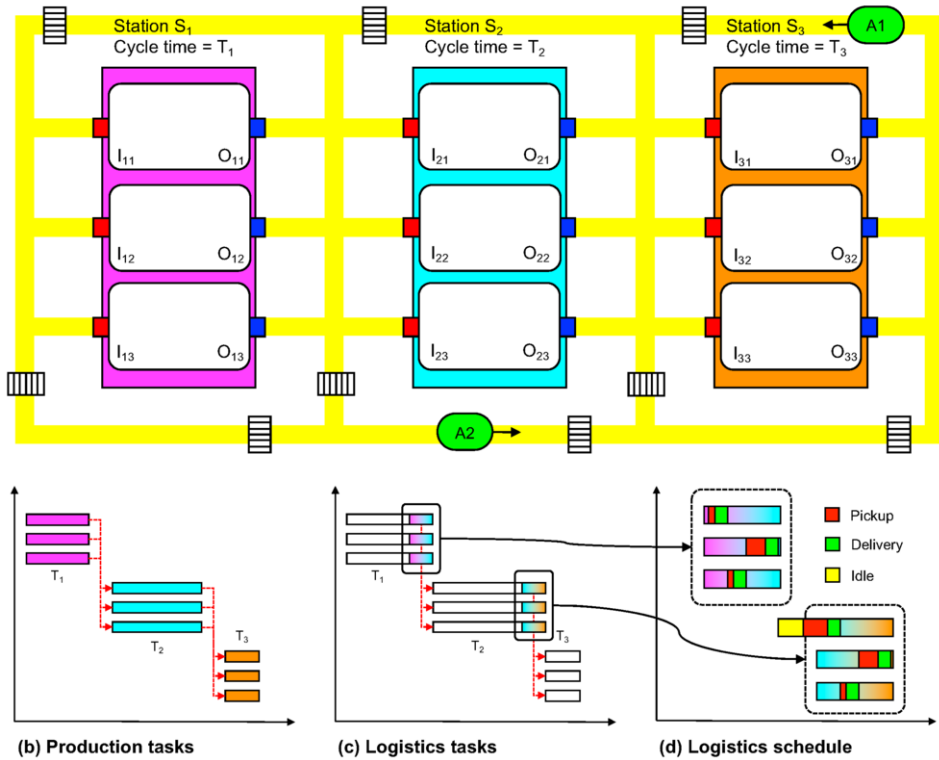 Station S₁
Cycle time = T₁
Station S₂
Cycle time = T₂
Station S₃
Cycle time = T₃
A1
I₁₁ O₁₁
I₂₁ O₂₁
I₃₁ O₃₁
I₁₂ O₁₂
I₂₂ O₂₂
I₃₂ O₃₂
I₁₃ O₁₃
I₂₃ O₂₃
I₃₃ O₃₃
A2
T₁
T₂
T₃
(b) Production tasks
T₁
T₂
T₃
(c) Logistics tasks
Pickup
Delivery
Idle
(d) Logistics schedule